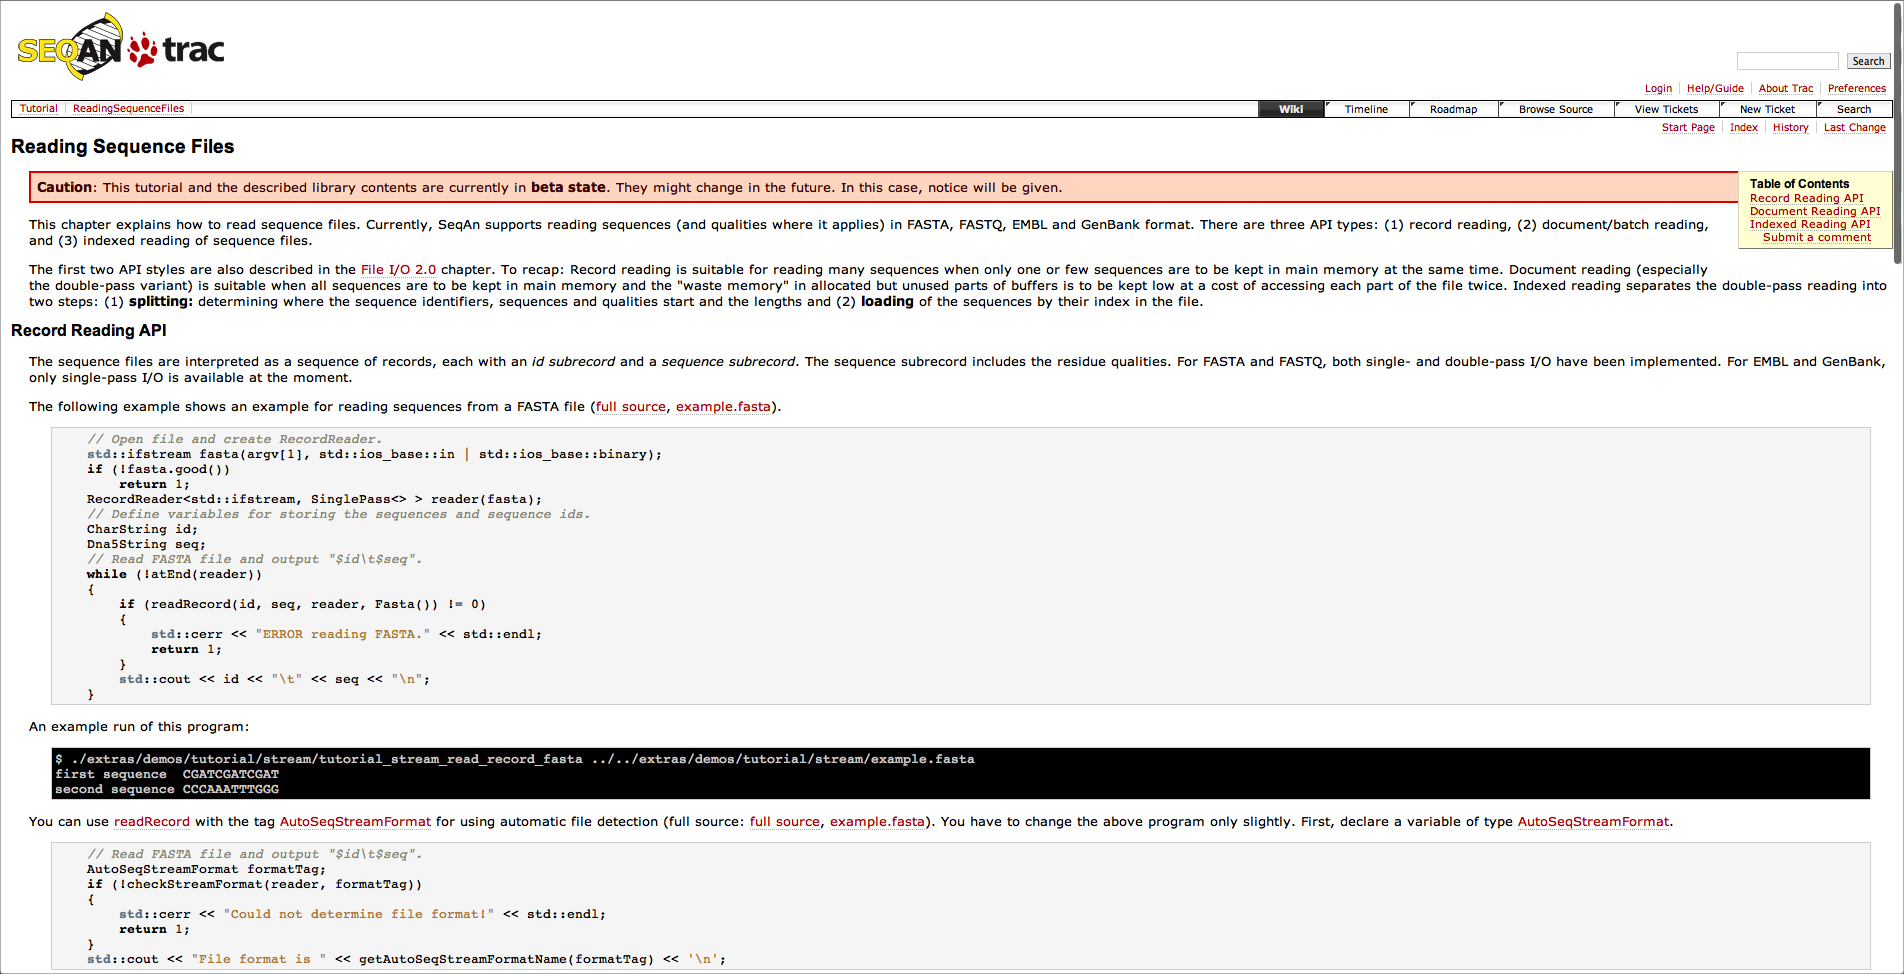 SEQAN trac
Search
Login Help/Guide About Trac Preferences
Tutorial ReadingSequenceFiles Wiki Timeline Roadmap Browse Source View Tickets New Ticket Search
Start Page Index History Last Change
Reading Sequence Files
Caution: This tutorial and the described library contents are currently in beta state. They might change in the future. In this case, notice will be given.
Table of Contents
Record Reading API
Document Reading API
Indexed Reading API
Submit a comment
This chapter explains how to read sequence files. Currently, SeqAn supports reading sequences (and qualities where it applies) in FASTA, FASTQ, EMBL and GenBank format. There are three API types: (1) record reading, (2) document/batch reading,
and (3) indexed reading of sequence files.
The first two API styles are also described in the File I/O 2.0 chapter. To recap: Record reading is suitable for reading many sequences when only one or few sequences are to be kept in main memory at the same time. Document reading (especially
the double-pass variant) is suitable when all sequences are to be kept in main memory and the "waste memory" in allocated but unused parts of buffers is to be kept low at a cost of accessing each part of the file twice. Indexed reading separates the double-pass reading into
two steps: (1) splitting: determining where the sequence identifiers, sequences and qualities start and the lengths and (2) loading of the sequences by their index in the file.
Record Reading API
The sequence files are interpreted as a sequence of records, each with an id subrecord and a sequence subrecord. The sequence subrecord includes the residue qualities. For FASTA and FASTQ, both single- and double-pass I/O have been implemented. For EMBL and GenBank,
only single-pass I/O is available at the moment.
The following example shows an example for reading sequences from a FASTA file (full source, example.fasta).
// Open file and create RecordReader.
std::ifstream fasta(argv[1], std::ios_base::in | std::ios_base::binary);
if (!fasta.good())
return 1;
RecordReader<std::ifstream, SinglePass<> > reader(fasta);
// Define variables for storing the sequences and sequence ids.
CharString id;
Dna5String seq;
// Read FASTA file and output "$id\t$seq".
while (!atEnd(reader))
{
if (readRecord(id, seq, reader, Fasta()) != 0)
{
std::cerr << "ERROR reading FASTA." << std::endl;
return 1;
}
std::cout << id << "\t" << seq << "\n";
}
An example run of this program:
$ ./extras/demos/tutorial/stream/tutorial_stream_read_record_fasta ../../extras/demos/tutorial/stream/example.fasta
first sequence  CGATCGATCGAT
second sequence CCCAAATTTGGG
You can use readRecord with the tag AutoSeqStreamFormat for using automatic file detection (full source: full source, example.fasta). You have to change the above program only slightly. First, declare a variable of type AutoSeqStreamFormat.
// Read FASTA file and output "$id\t$seq".
AutoSeqStreamFormat formatTag;
if (!checkStreamFormat(reader, formatTag))
{
std::cerr << "Could not determine file format!" << std::endl;
return 1;
}
std::cout << "File format is " << getAutoSeqStreamFormatName(formatTag) << '\n';